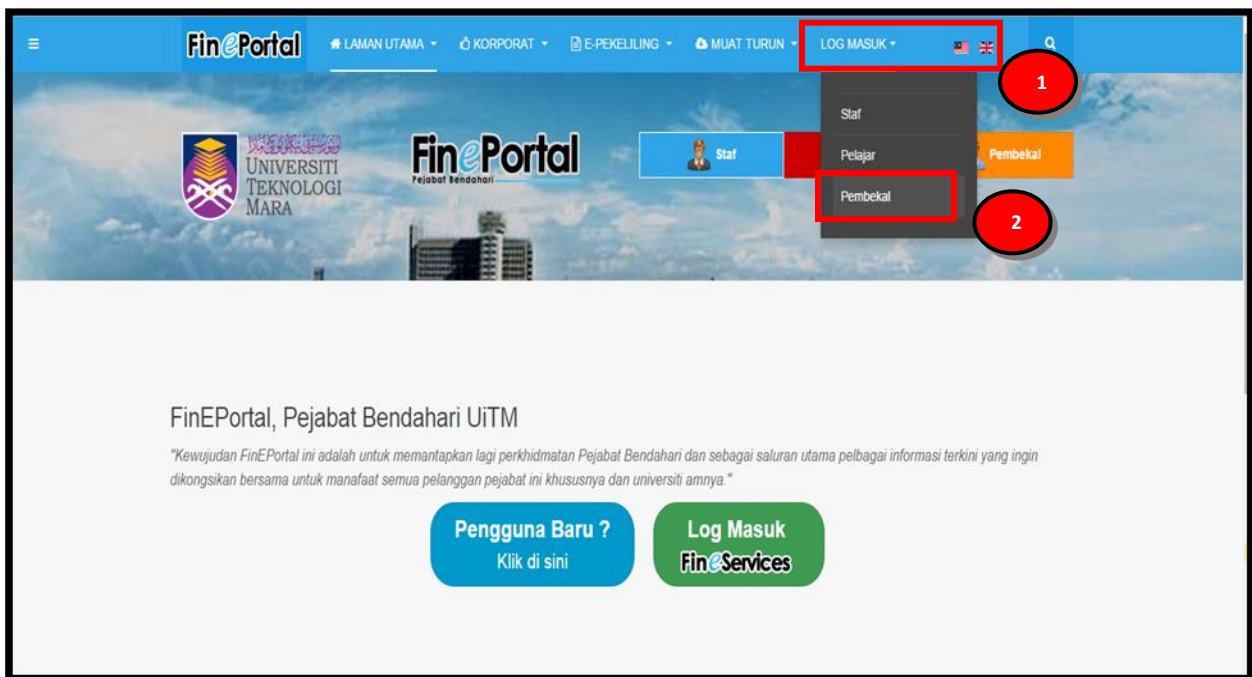 FinePortal
LAMAN UTAMA
KORPORAT
E-PEKELILING
MUAT TURUN
LOG MASUK
1
Staf
Pelajar
Pembekal
2
UNIVERSITI
TEKNOLOGI
MARA
FinePortal
Pejabat Bendahari
Staf
Pembekal
FinEPortal, Pejabat Bendahari UiTM
"Kewujudan FinEPortal ini adalah untuk memantapkan lagi perkhidmatan Pejabat Bendahari dan sebagai saluran utama pelbagai informasi terkini yang ingin
dikongsikan bersama untuk manafaat semua pelanggan pejabat ini khususnya dan universiti amnya."
Pengguna Baru ?
Klik di sini
Log Masuk
FineServices